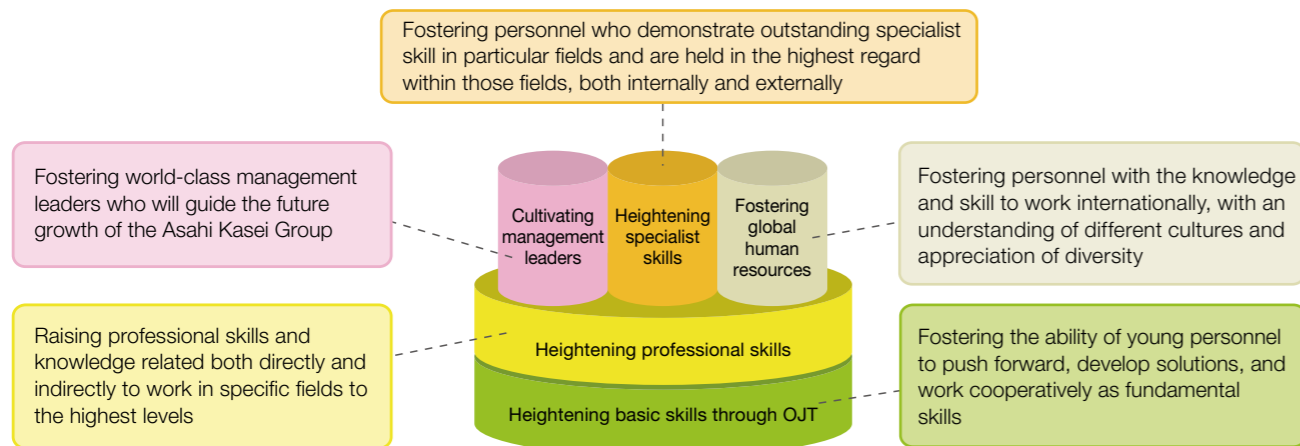 Fostering personnel who demonstrate outstanding specialist
skill in particular fields and are held in the highest regard
within those fields, both internally and externally
Fostering world-class management
leaders who will guide the future
growth of the Asahi Kasei Group
Cultivating
management
leaders
Heightening
specialist
skills
Fostering
global
human
resources
Fostering personnel with the knowledge
and skill to work internationally, with an
understanding of different cultures and
appreciation of diversity
Raising professional skills and
knowledge related both directly and
indirectly to work in specific fields to
the highest levels
Heightening professional skills
Heightening basic skills through OJT
Fostering the ability of young personnel
to push forward, develop solutions, and
work cooperatively as fundamental
skills